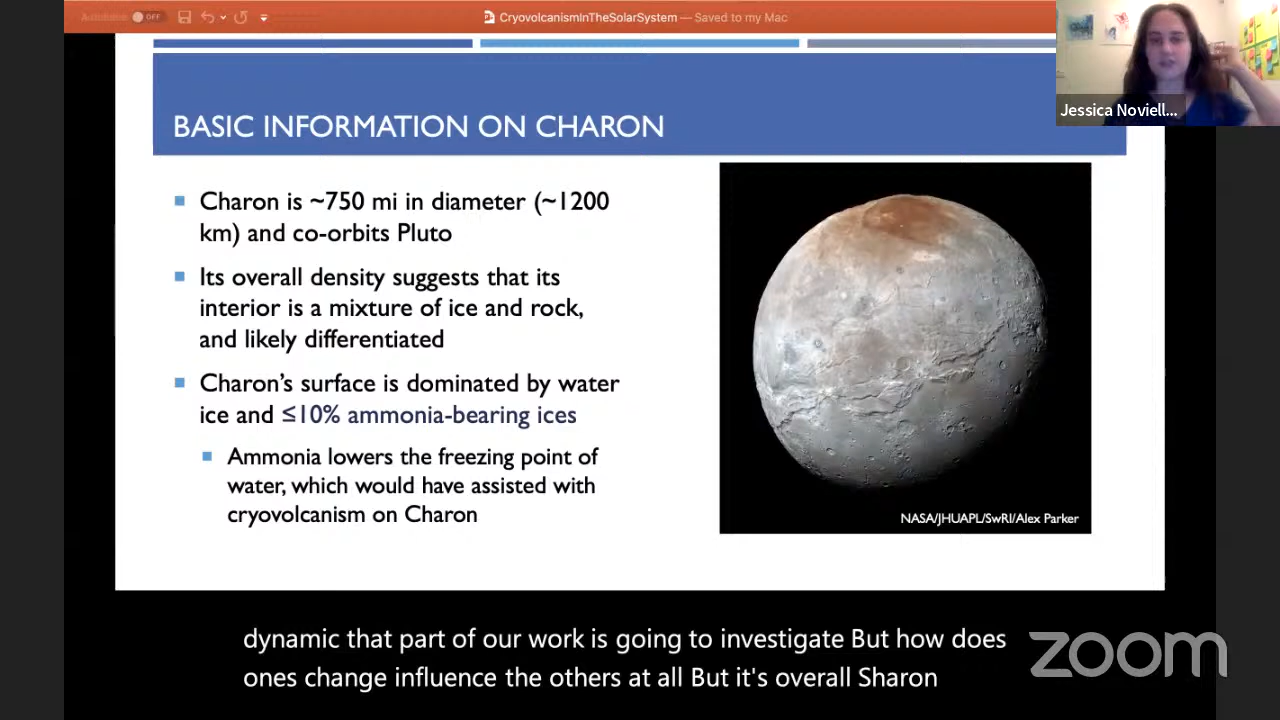 AutoSave OFF
CryovolcanismInTheSolarSystem — Saved to my Mac
Jessica Noviell...
BASIC INFORMATION ON CHARON
Charon is ~750 mi in diameter (~1200
km) and co-orbits Pluto
Its overall density suggests that its
interior is a mixture of ice and rock,
and likely differentiated
Charon's surface is dominated by water
ice and ≤10% ammonia-bearing ices
Ammonia lowers the freezing point of
water, which would have assisted with
cryovolcanism on Charon
NASA/JHUAPL/SwRI/Alex Parker
dynamic that part of our work is going to investigate But how does
ones change influence the others at all But it's overall Sharon
zoom